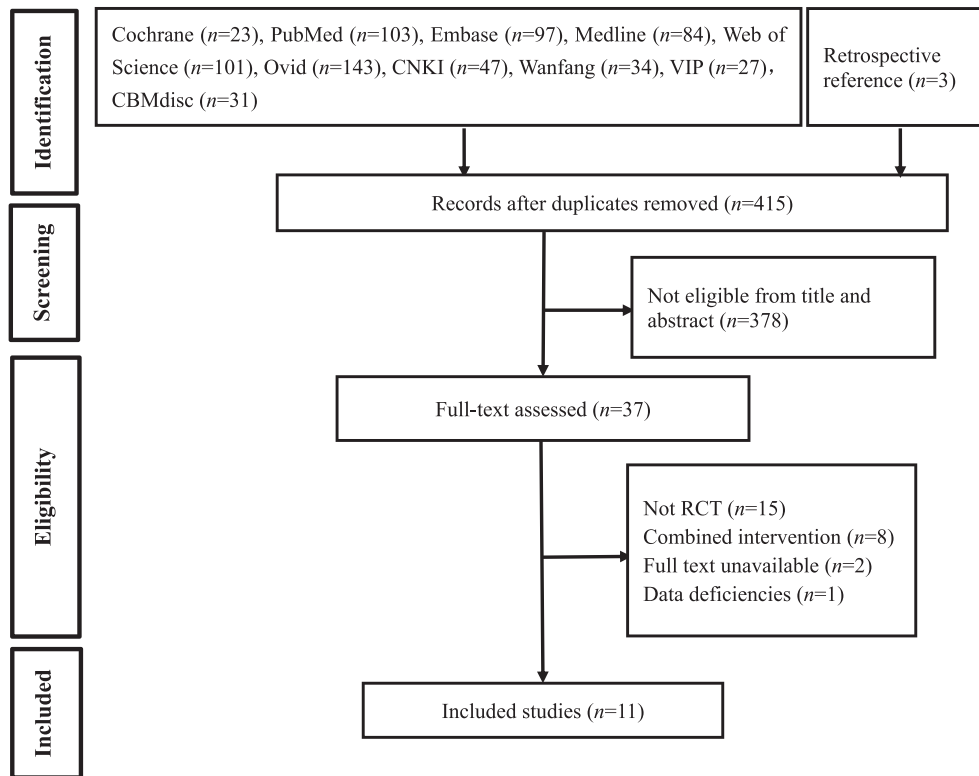 Identification
Cochrane (n=23), PubMed (n=103), Embase (n=97), Medline (n=84), Web of
Science (n=101), Ovid (n=143), CNKI (n=47), Wanfang (n=34), VIP (n=27)，
CBMdisc (n=31)
Retrospective
reference (n=3)
Records after duplicates removed (n=415)
Screening
Not eligible from title and
abstract (n=378)
Full-text assessed (n=37)
Eligibility
Not RCT (n=15)
Combined intervention (n=8)
Full text unavailable (n=2)
Data deficiencies (n=1)
Included
Included studies (n=11)